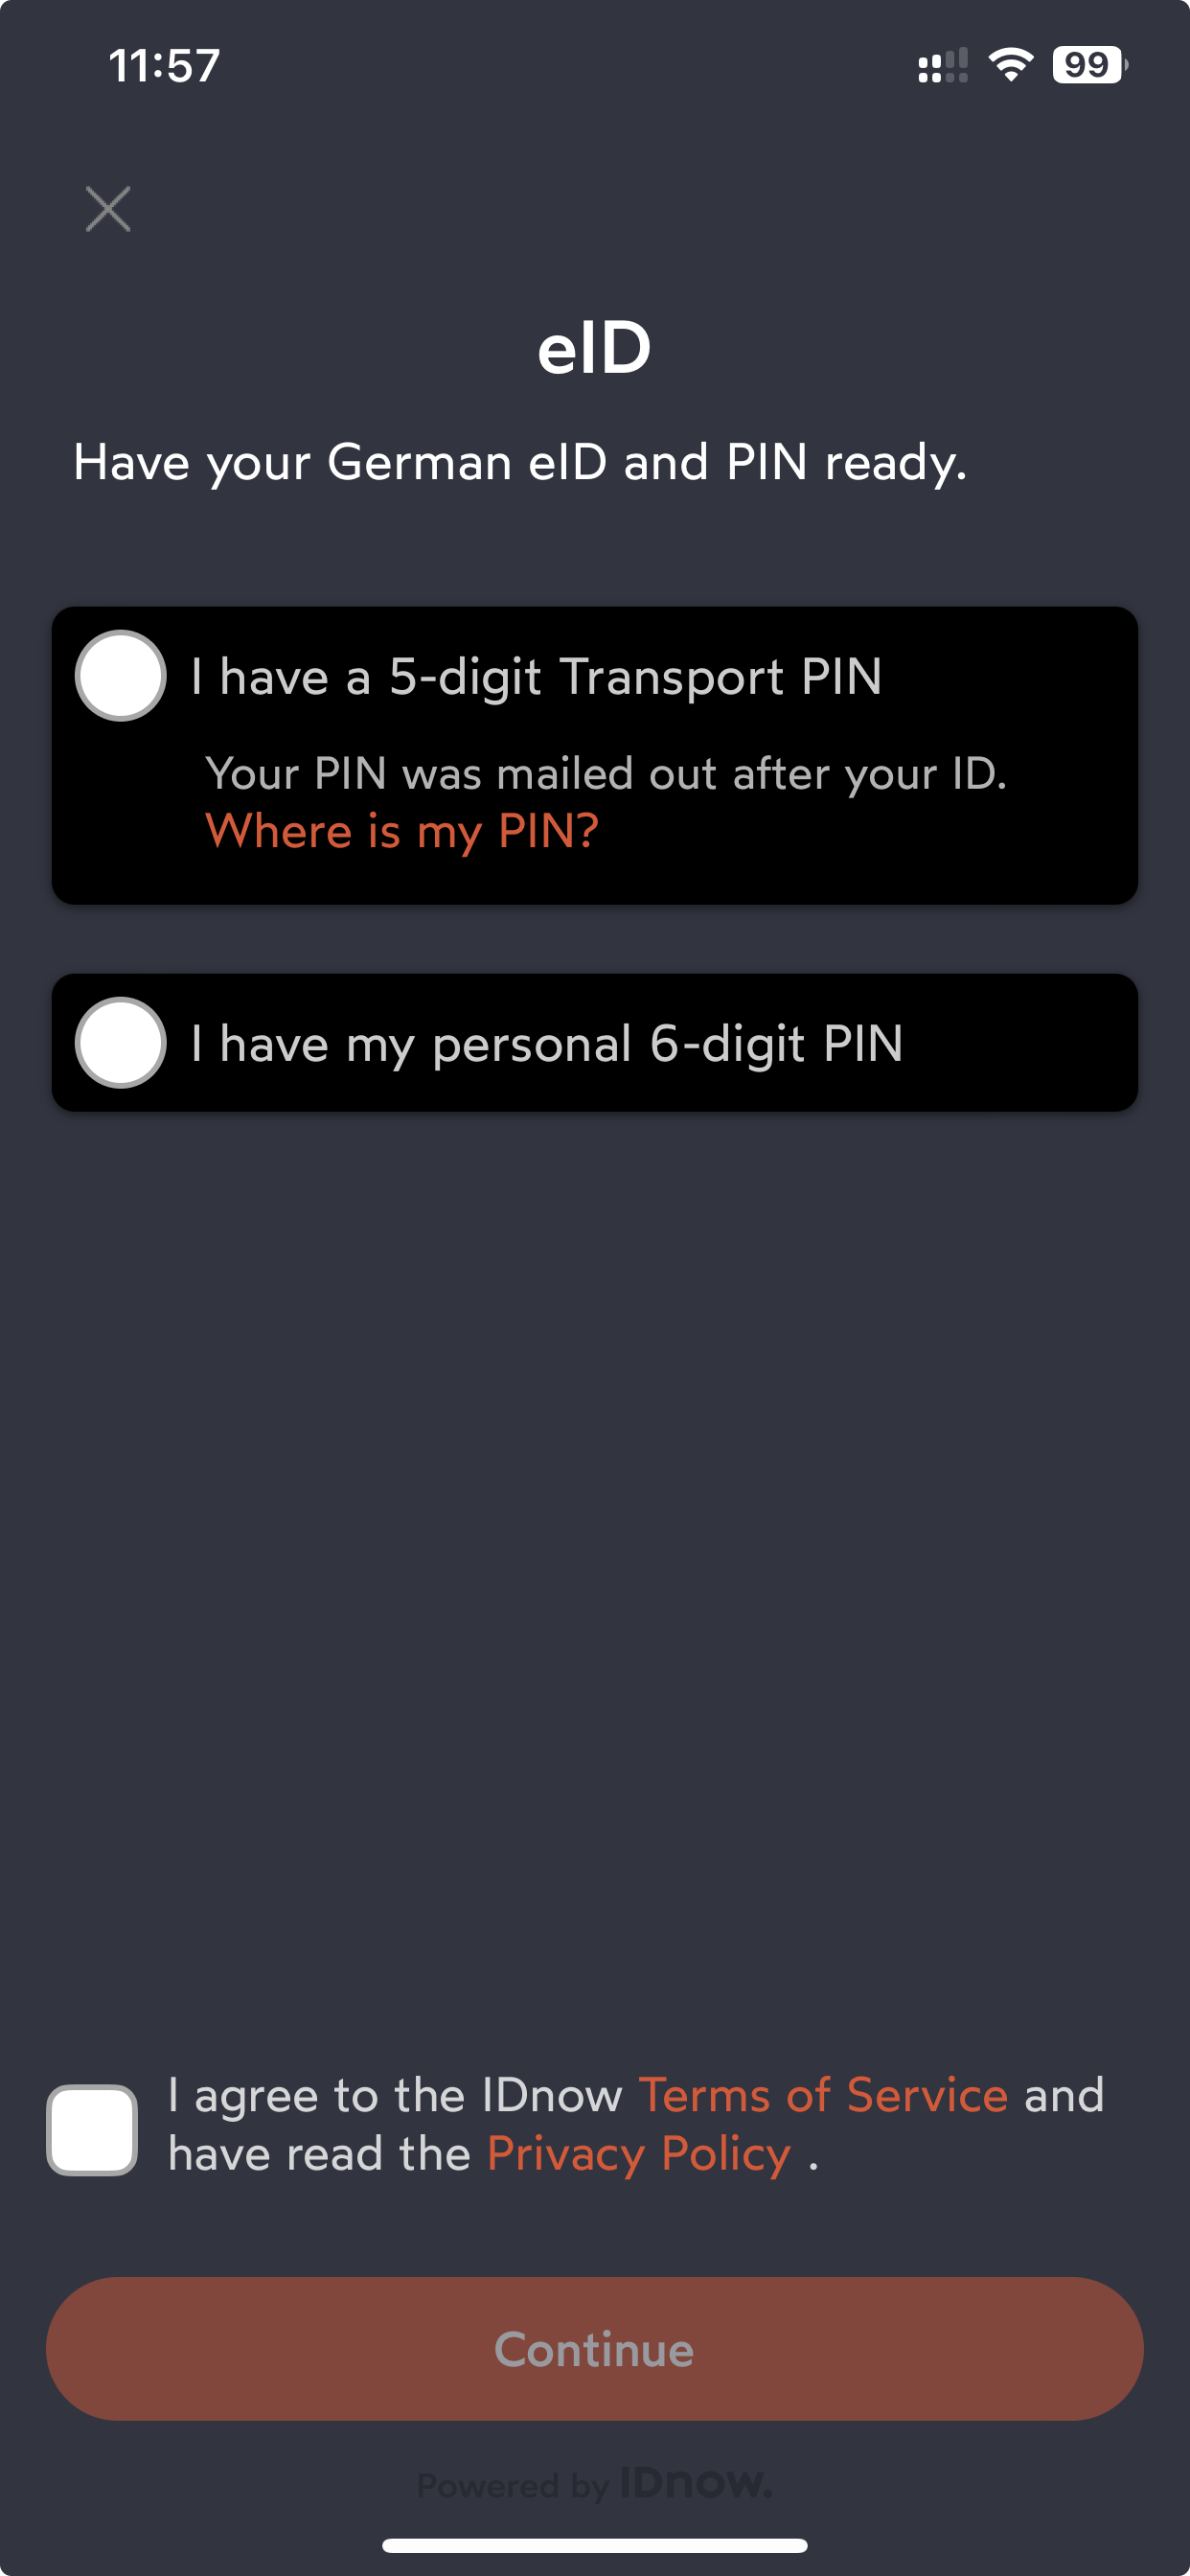 11:57
99
eID
Have your German eID and PIN ready.
I have a 5-digit Transport PIN
Your PIN was mailed out after your ID.
Where is my PIN?
I have my personal 6-digit PIN
I agree to the IDnow Terms of Service and
have read the Privacy Policy .
Continue
Powered by IDnow.